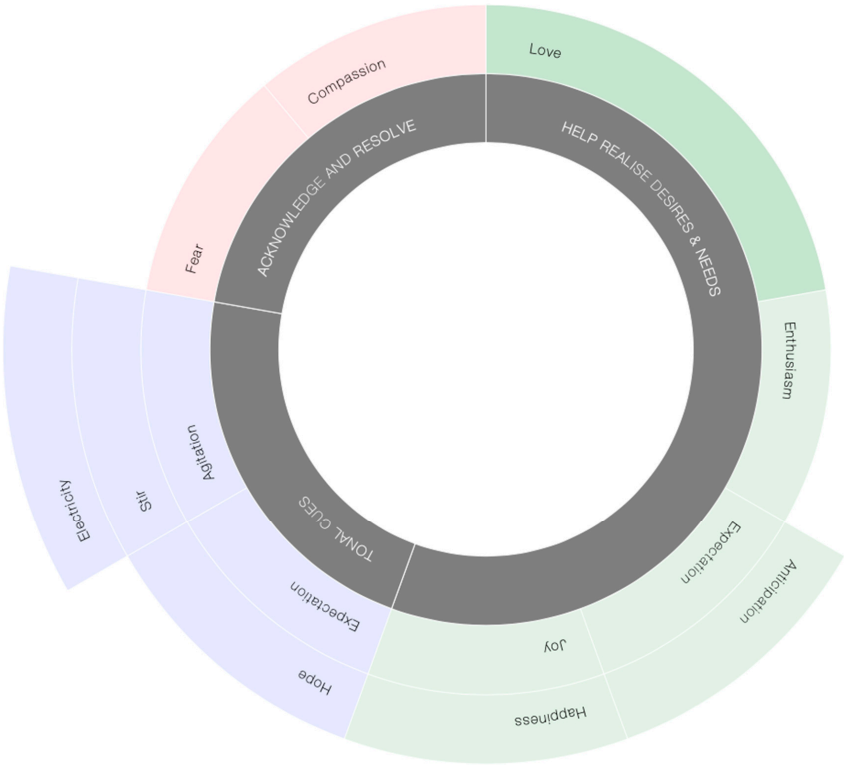 Love
HELP REALISE DESIRES & NEEDS
Enthusiasm
Expectation
Anticipation
Joy
Happiness
TONAL CUES
Expectation
Hope
Agitation
Stir
Electricity
ACKNOWLEDGE AND RESOLVE
Fear
Compassion